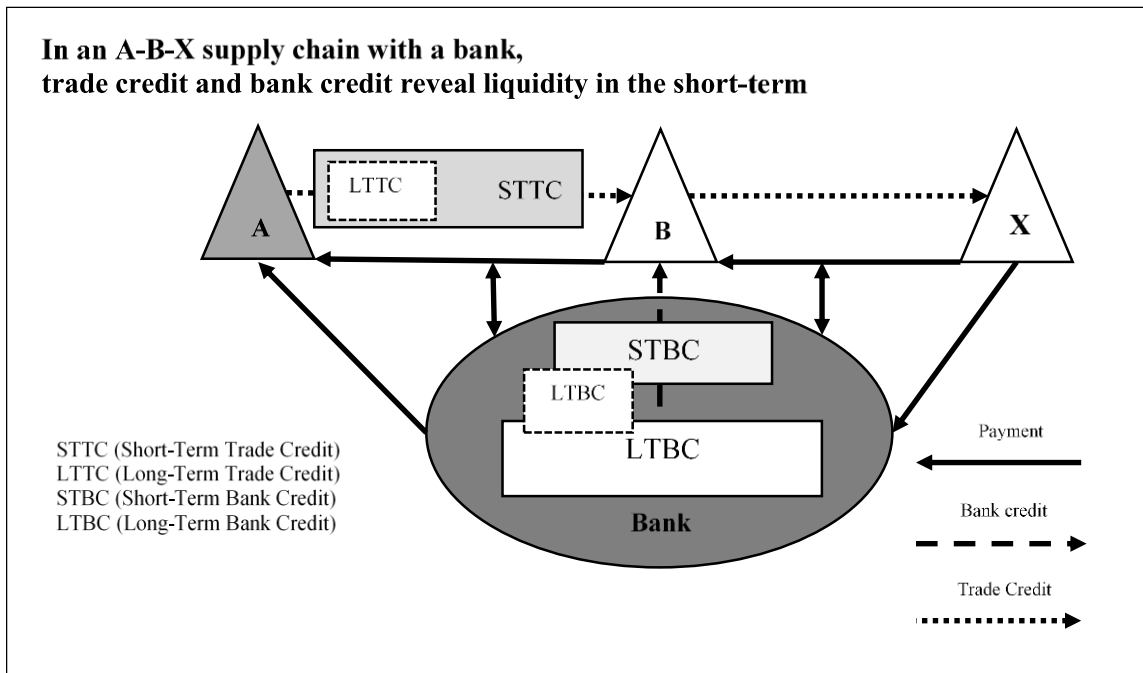 In an A-B-X supply chain with a bank,
trade credit and bank credit reveal liquidity in the short-term
LTTC
STTC
A
B
X
STBC
LTBC
LTBC
Bank
STTC (Short-Term Trade Credit)
LTTC (Long-Term Trade Credit)
STBC (Short-Term Bank Credit)
LTBC (Long-Term Bank Credit)
Payment
Bank credit
Trade Credit